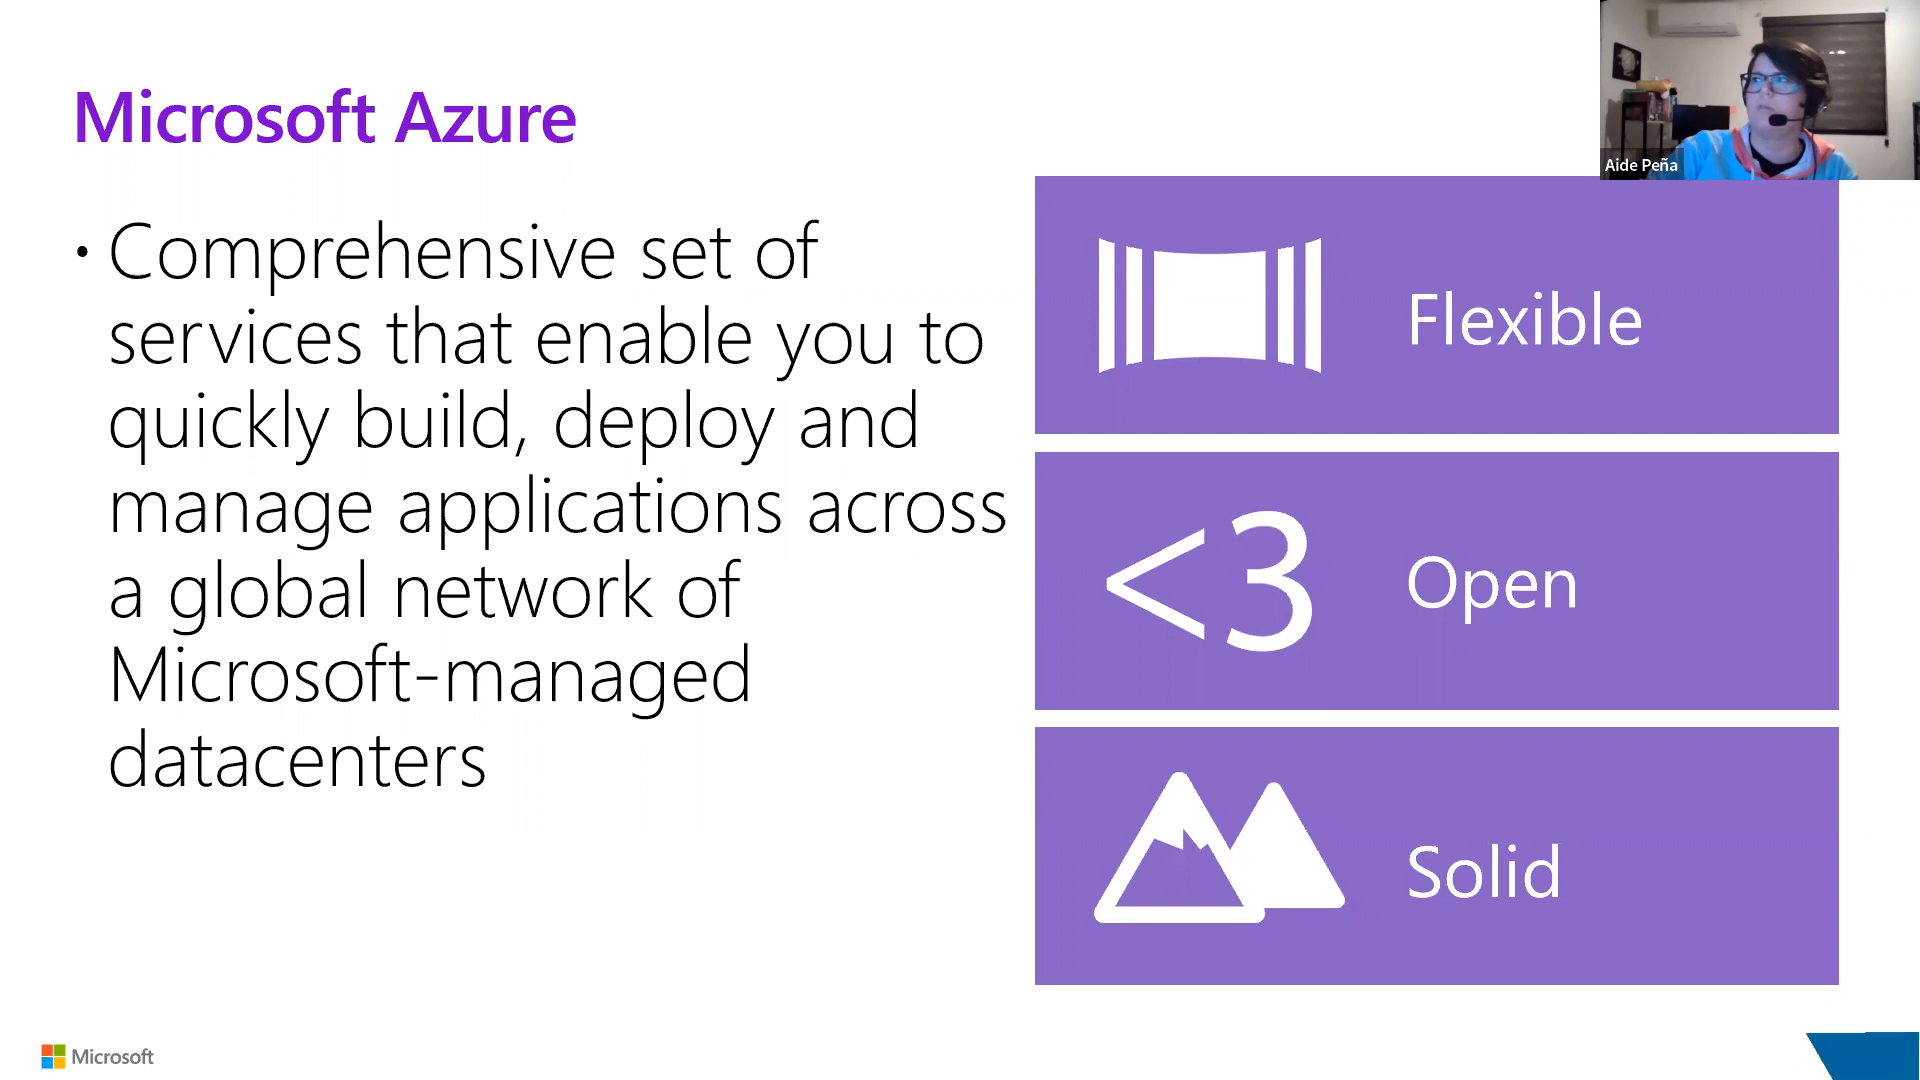 Microsoft Azure
Aide Peña
• Comprehensive set of
services that enable you to
quickly build, deploy and
manage applications across
a global network of
Microsoft-managed
datacenters
Flexible
<3 Open
Solid
Microsoft